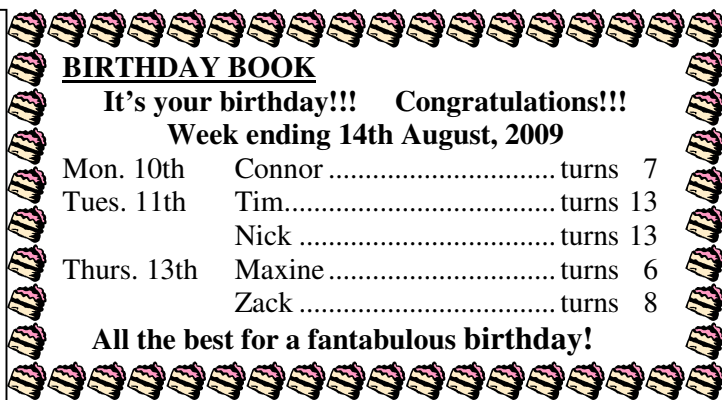 BIRTHDAY BOOK
It's your birthday!!! Congratulations!!!
Week ending 14th August, 2009
Mon. 10th Connor ................................ turns 7
Tues. 11th Tim...................................... turns 13
Nick ..................................... turns 13
Thurs. 13th Maxine ................................ turns 6
Zack .................................... turns 8
All the best for a fantabulous birthday!